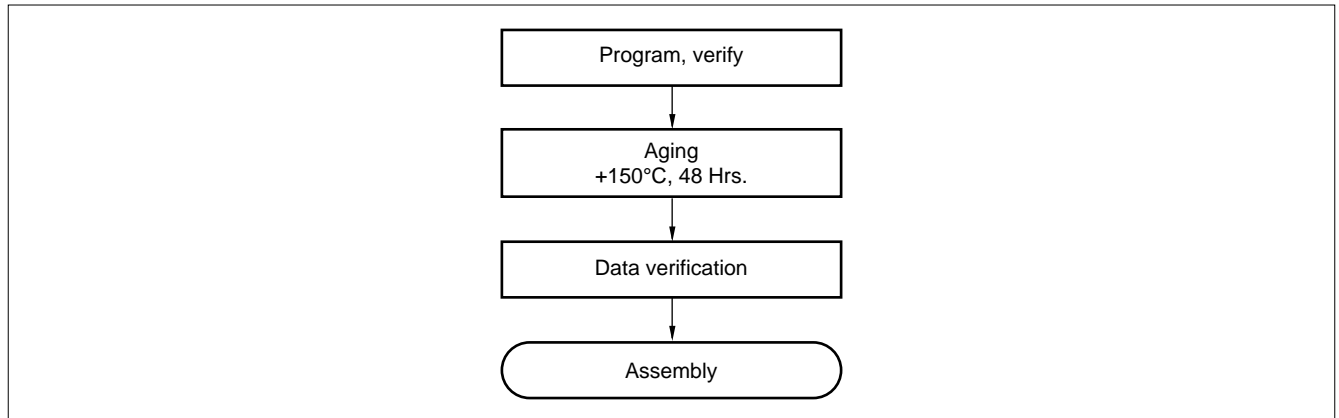 Program, verify
Aging
+150°C, 48 Hrs.
Data verification
Assembly